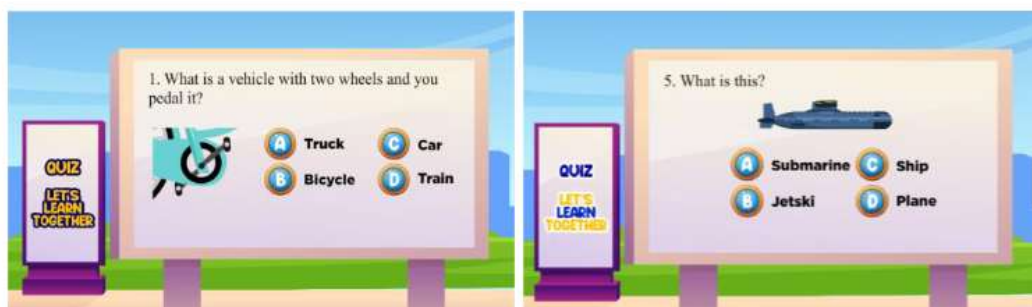 1. What is a vehicle with two wheels and you
pedal it?
A Truck
C Car
B Bicycle
D Train
QUIZ
LET'S
LEARN
TOGETHER
5. What is this?
A Submarine
C Ship
B Jetski
D Plane
QUIZ
LET'S
LEARN
TOGETHER